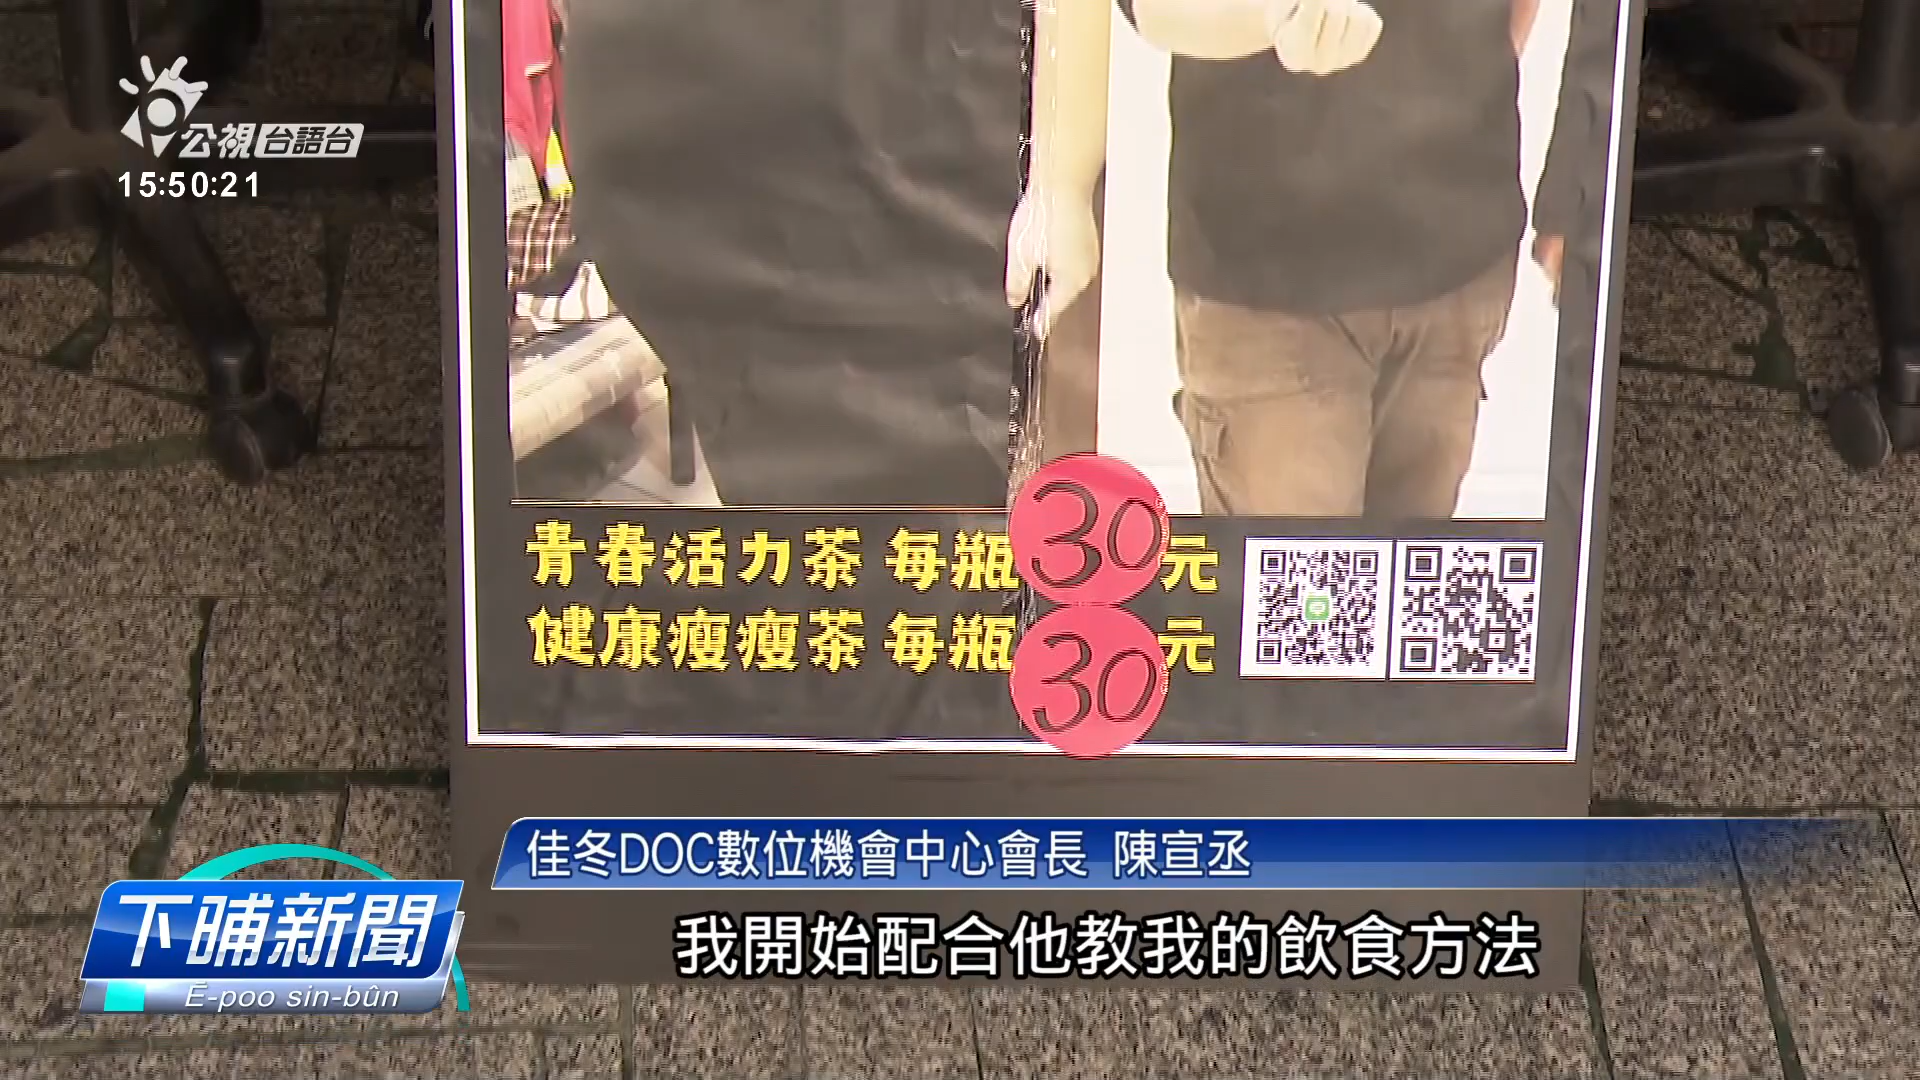 公視台語台
15:50:21
青春活力茶 每瓶30元
健康瘦瘦茶 每瓶30元
佳冬DOC數位機會中心會長 陳宣丞
下晡新聞
Ē-poo sin-bûn
我開始配合他教我的飲食方法